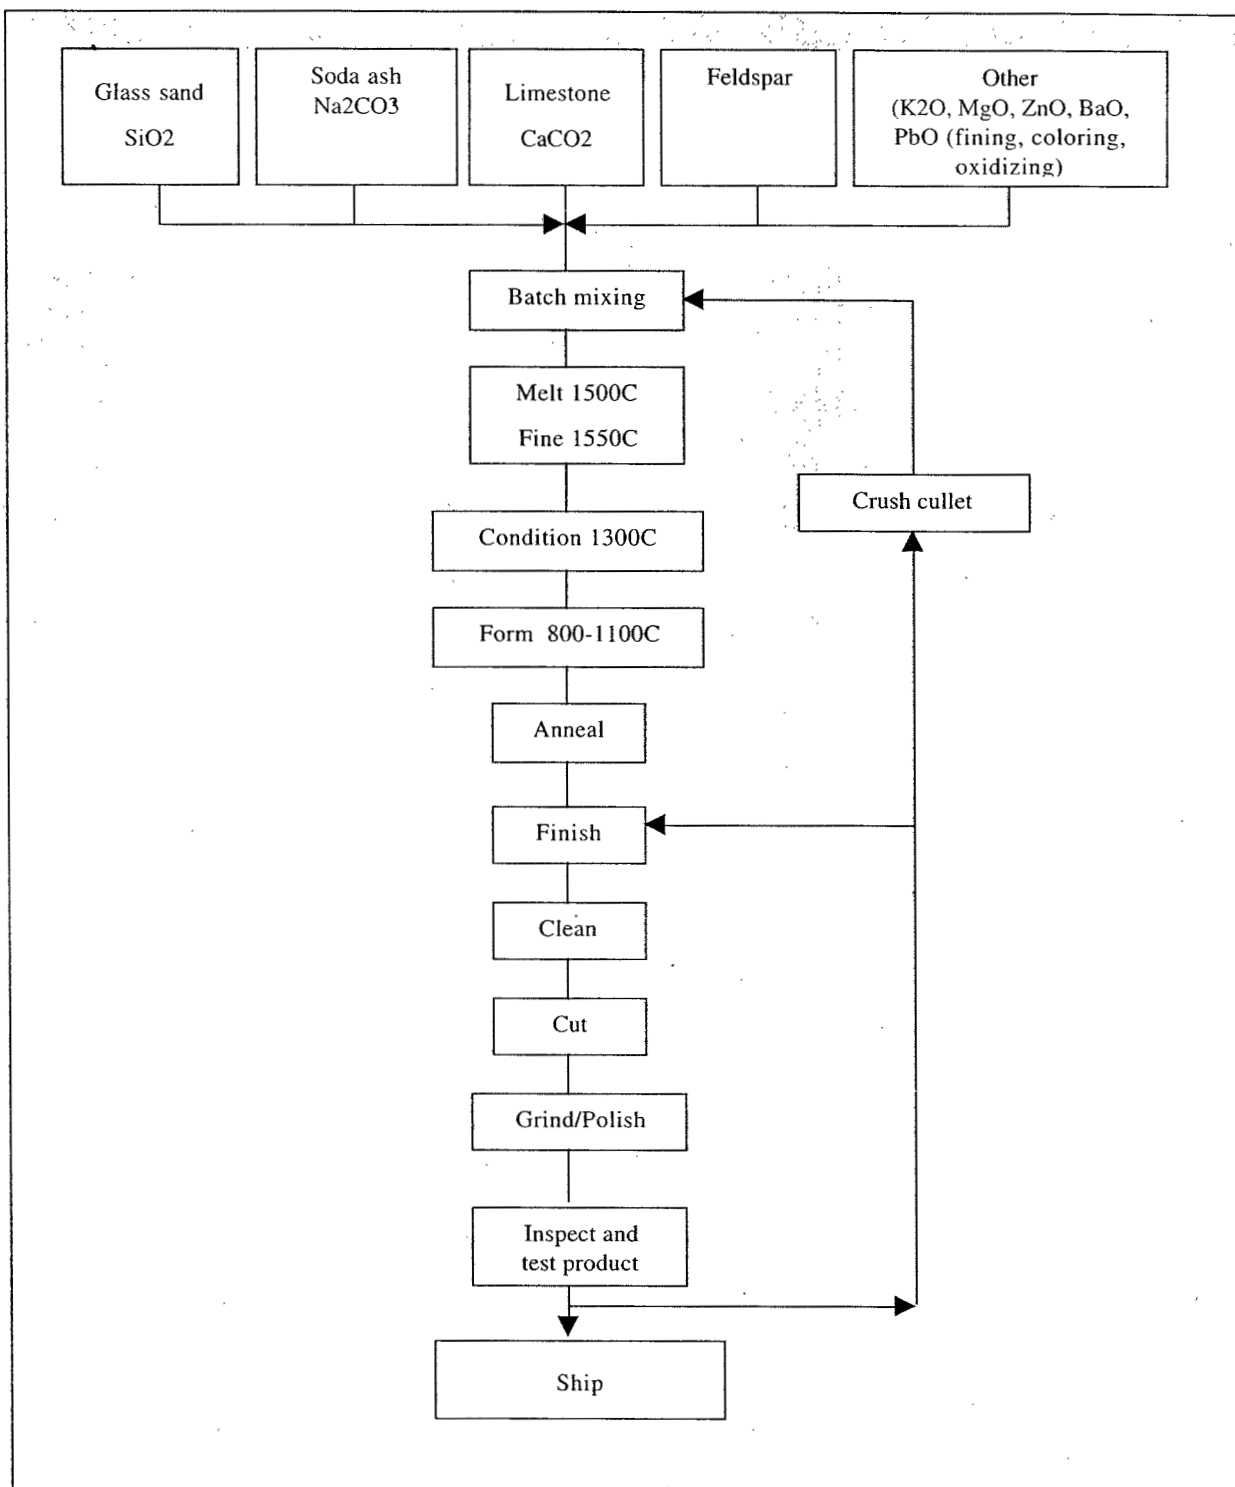 Glass sand
SiO2
Soda ash
Na2CO3
Limestone
CaCO2
Feldspar
Other
(K2O, MgO, ZnO, BaO,
PbO (fining, coloring,
oxidizing)
Batch mixing
Melt 1500C
Fine 1550C
Crush cullet
Condition 1300C
Form 800-1100C
Anneal
Finish
Clean
Cut
Grind/Polish
Inspect and
test product
Ship